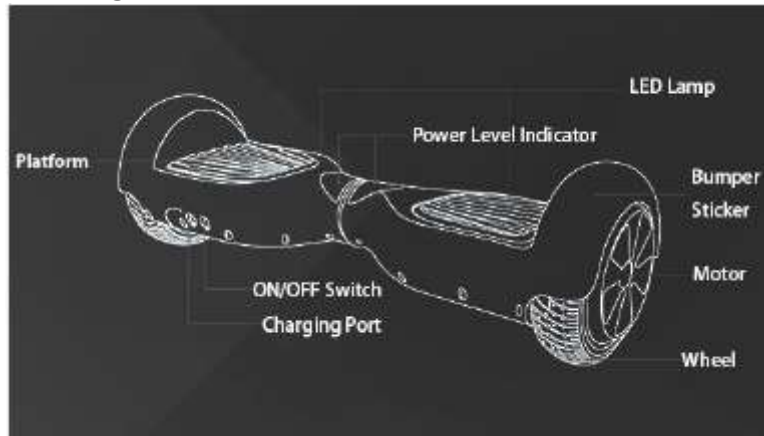 LED Lamp
Power Level Indicator
Platform
Bumper
Sticker
Motor
ON/OFF Switch
Charging Port
Wheel